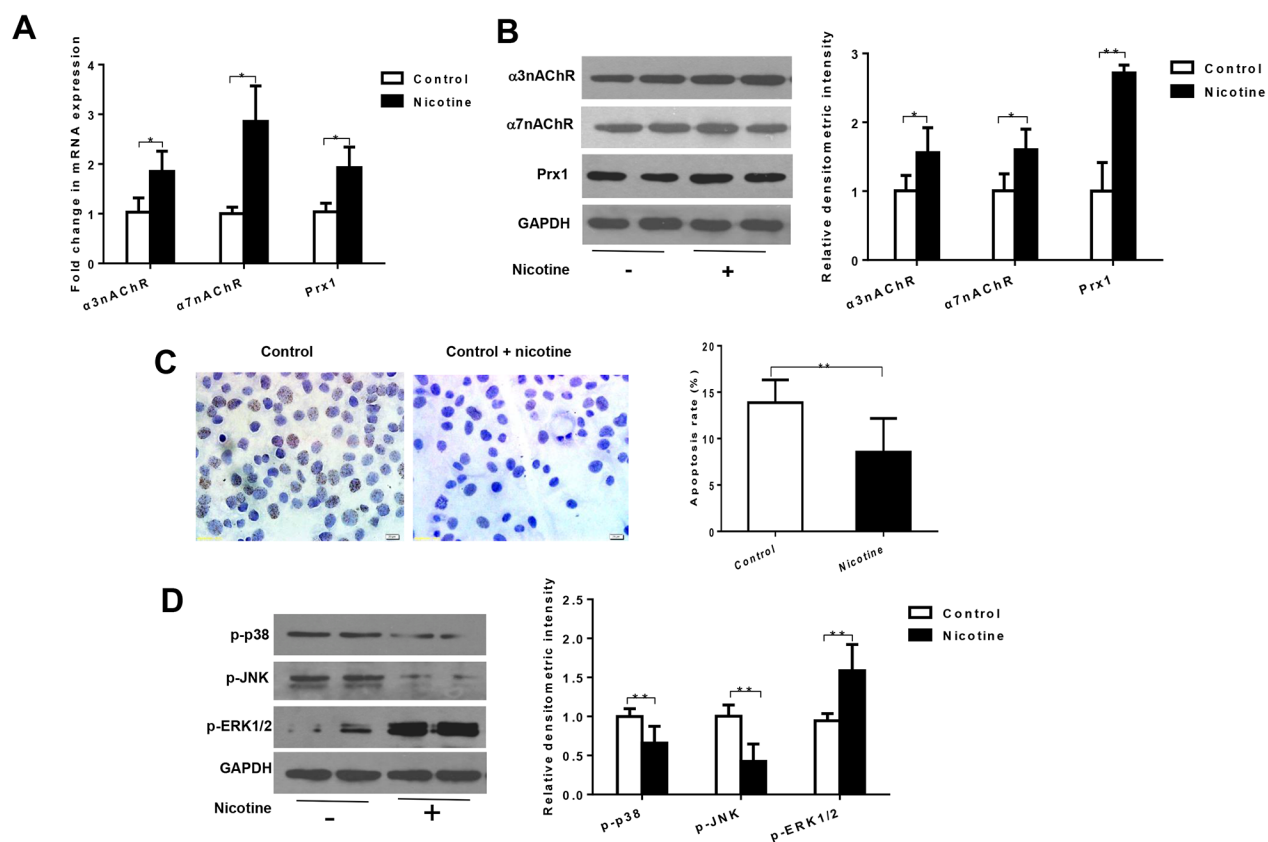 A
Fold change in mRNA expression
4
3
2
1
0
*
*
*
Control
Nicotine
α3nAChR
α7nAChR
Prx1
B
α3nAChR
α7nAChR
Prx1
GAPDH
Nicotine - +
Relative densitometric intensity
3
2
1
0
*
*
**
Control
Nicotine
α3nAChR
α7nAChR
Prx1
C
Control
Control + nicotine
Apoptosis rate (%)
20
15
10
5
0
**
Control
Nicotine
D
p-p38
p-JNK
p-ERK1/2
GAPDH
Nicotine - +
Relative densitometric intensity
2.5
2.0
1.5
1.0
0.5
0.0
**
**
**
Control
Nicotine
p-p38
p-JNK
p-ERK1/2